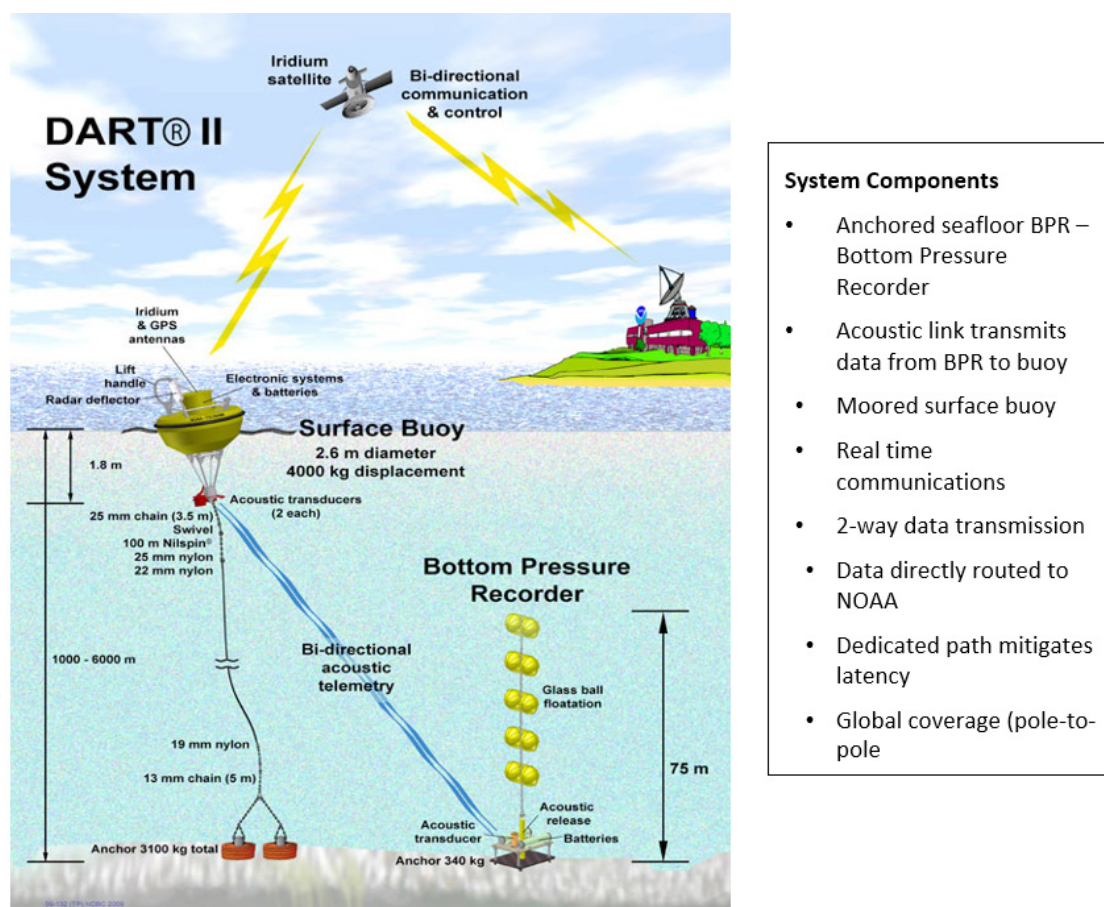 Iridium
satellite
Bi-directional
communication
& control
DART® II
System
Iridium
& GPS
antennas
Lift
handle
Radar deflector
Electronic systems
& batteries
Surface Buoy
2.6 m diameter
4000 kg displacement
1.8 m
Acoustic transducers
(2 each)
25 mm chain (3.5 m)
Swivel
100 m Nilspin®
25 mm nylon
22 mm nylon
Bottom Pressure
Recorder
Bi-directional
acoustic
telemetry
1000 - 6000 m
Glass ball
floatation
19 mm nylon
13 mm chain (5 m)
75 m
Acoustic
release
Acoustic
transducer
Batteries
Anchor 3100 kg total
Anchor 340 kg
System Components
• Anchored seafloor BPR –
Bottom Pressure
Recorder
• Acoustic link transmits
data from BPR to buoy
• Moored surface buoy
• Real time
communications
• 2-way data transmission
• Data directly routed to
NOAA
• Dedicated path mitigates
latency
• Global coverage (pole-to-
pole